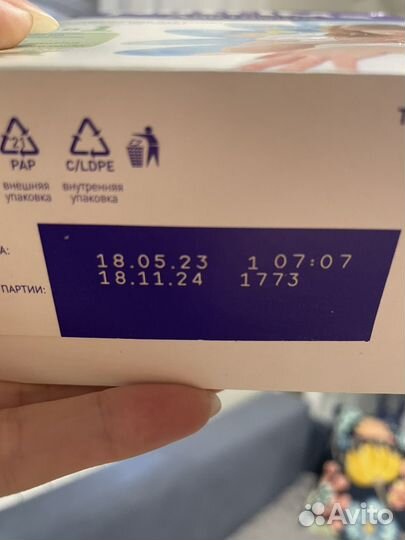 21
PAP
C/LDPE
внешняя
упаковка
внутренняя
упаковка
А:
18.05.23 1 07:07
ПАРТИИ:
18.11.24 1773
Avito